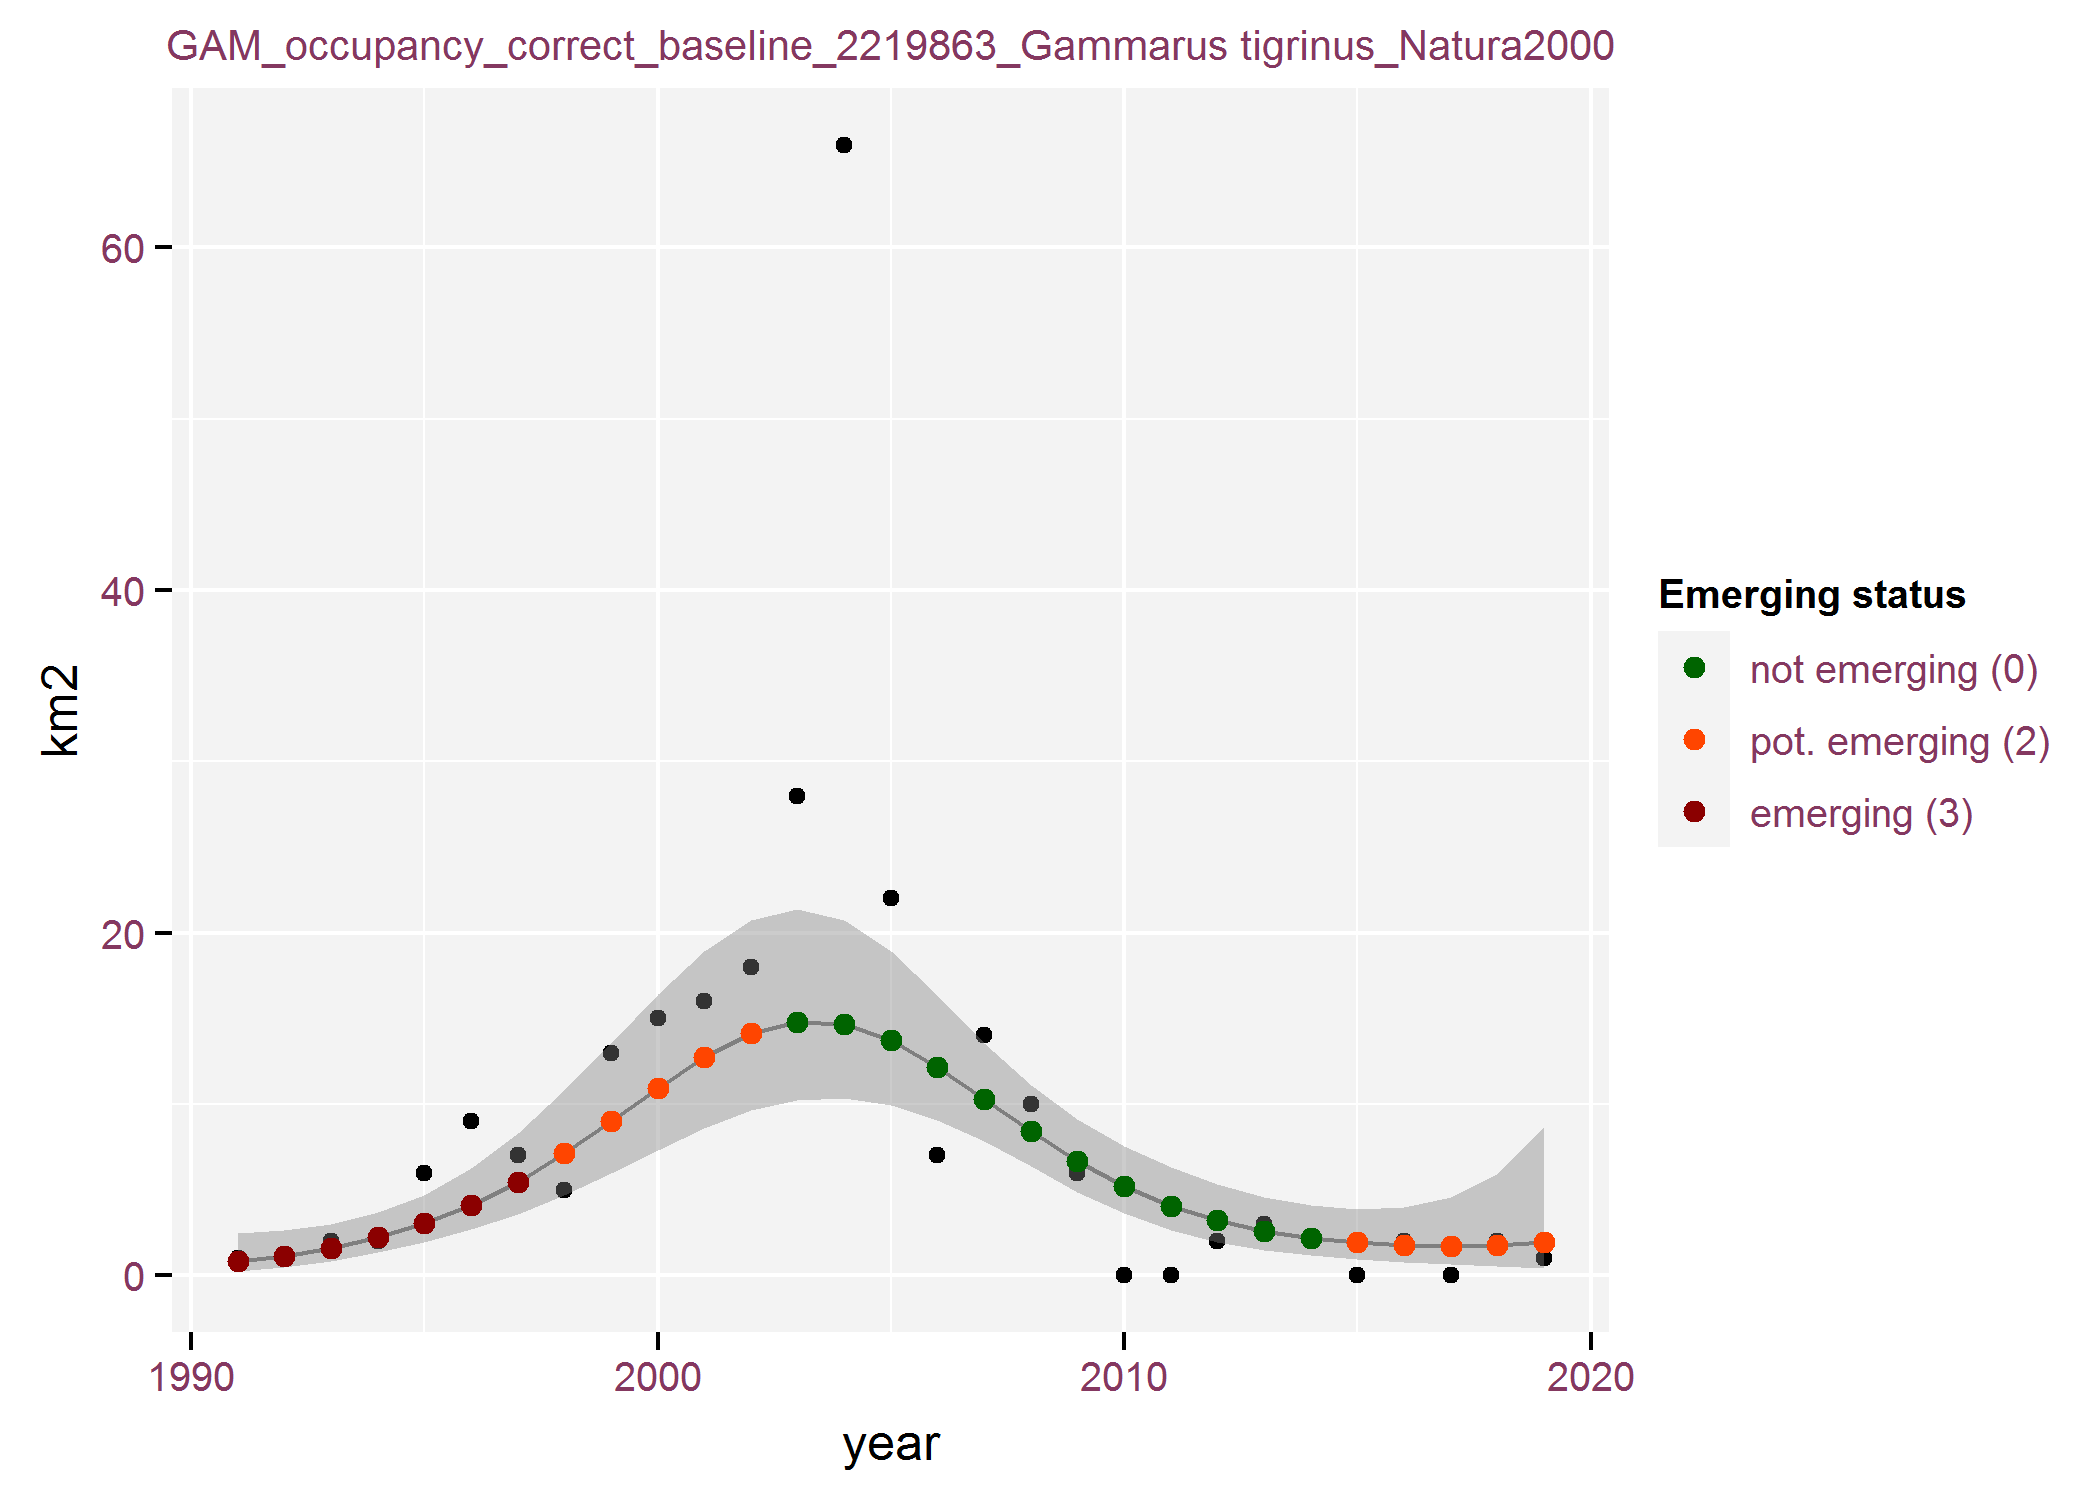 GAM_occupancy_correct_baseline_2219863_Gammarus tigrinus_Natura2000
60
40
20
0
km2
1990
2000
2010
2020
year
Emerging status
not emerging (0)
pot. emerging (2)
emerging (3)